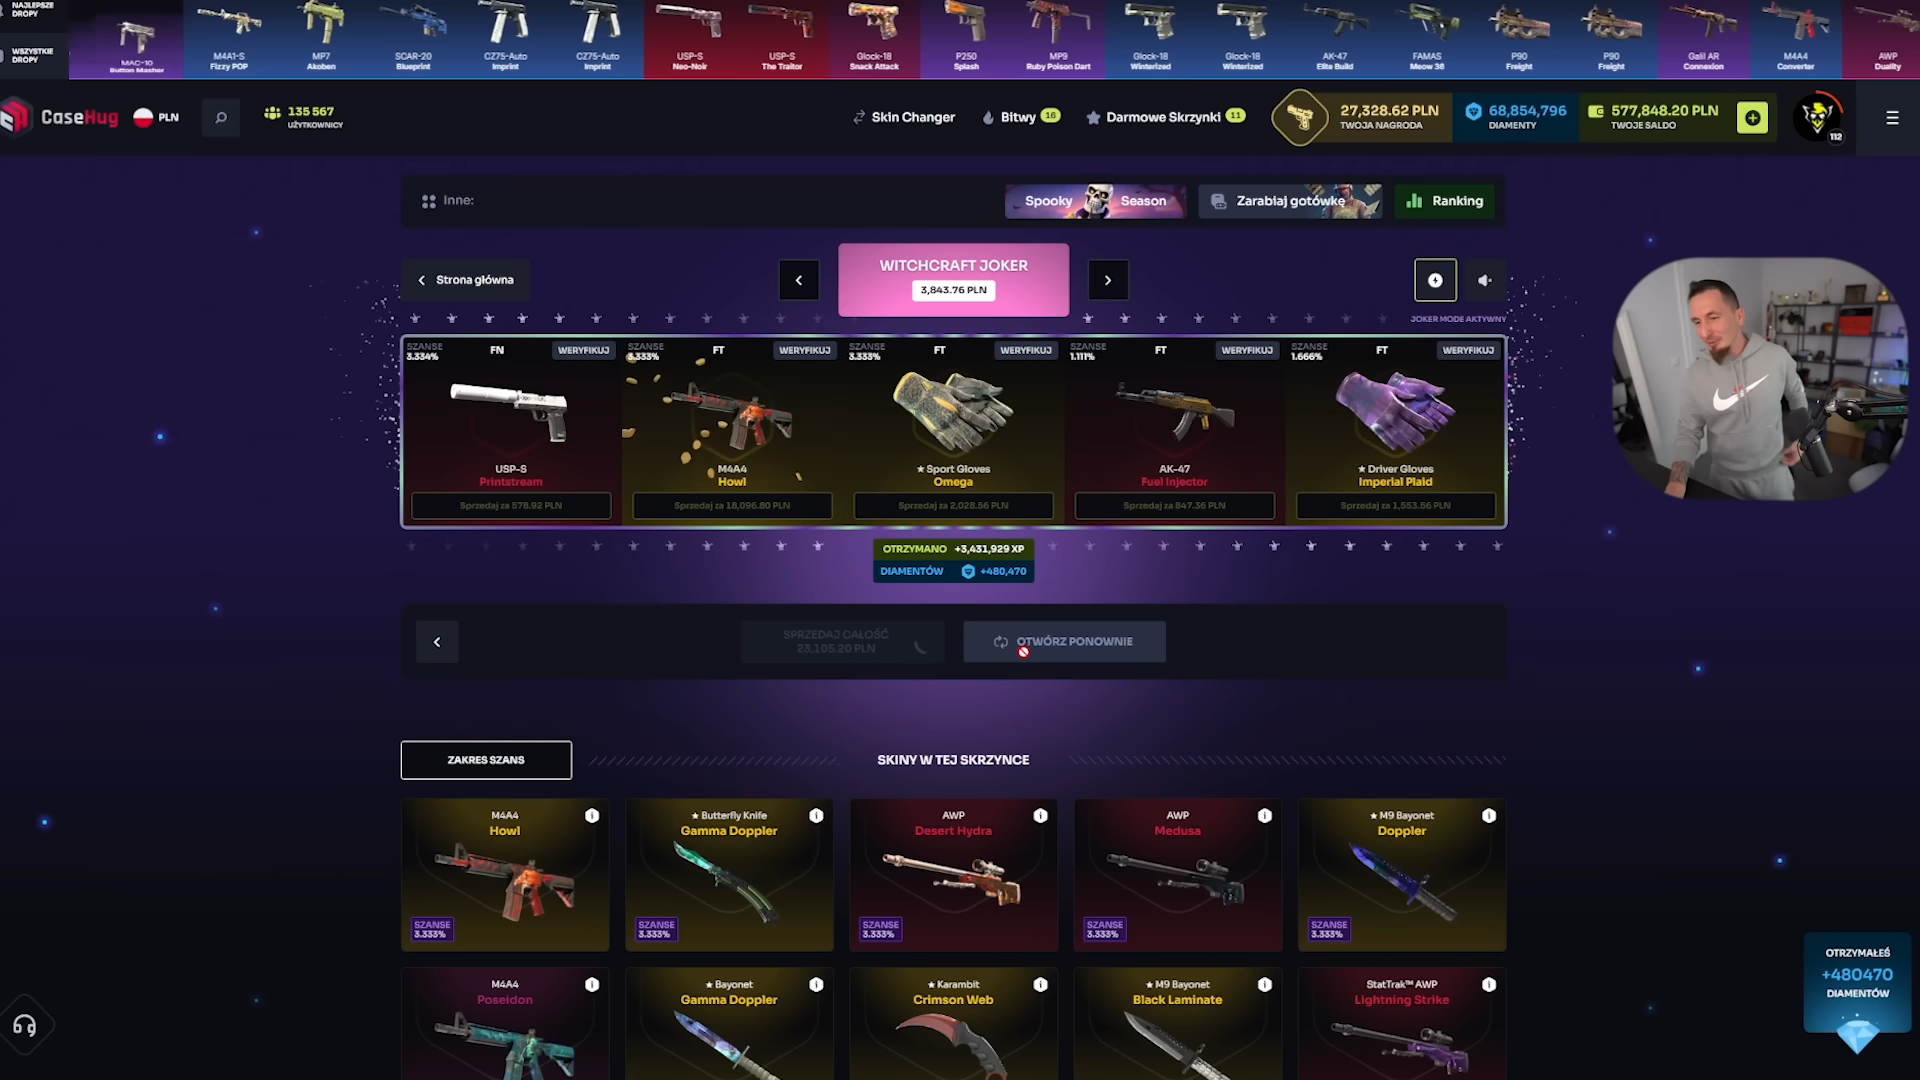 NAJLEPSZE
DROPY
WSZYSTKIE
DROPY
MAC-10
Button Masher
M4A1-S
Fizzy POP
MP7
Akoben
SCAR-20
Blueprint
CZ75-Auto
Imprint
CZ75-Auto
Imprint
USP-S
Neo-Noir
USP-S
The Traitor
Glock-18
Snack Attack
P250
Splash
MP9
Ruby Poison Dart
Glock-18
Winterized
Glock-18
Winterized
AK-47
Elite Build
FAMAS
Meow 36
P90
Freight
P90
Freight
Galil AR
Connexion
M4A4
Converter
AWP
Duality
CaseHug
PLN
135 567
UŻYTKOWNICY
Skin Changer
Bitwy 16
Darmowe Skrzynki 11
27,328.62 PLN
TWOJA NAGRODA
68,854,796
DIAMENTY
577,848.20 PLN
TWOJE SALDO
112
Inne:
Spooky Season
Zarabiaj gotówkę
Ranking
Strona główna
WITCHCRAFT JOKER
3,843.76 PLN
JOKER MODE AKTYWNY
SZANSE
3.334%
FN
WERYFIKUJ
USP-S
Printstream
Sprzedaj za 578.92 PLN
SZANSE
3.333%
FT
WERYFIKUJ
M4A4
Howl
Sprzedaj za 18,096.80 PLN
SZANSE
3.333%
FT
WERYFIKUJ
★ Sport Gloves
Omega
Sprzedaj za 2,028.56 PLN
SZANSE
1.111%
FT
WERYFIKUJ
AK-47
Fuel Injector
Sprzedaj za 847.36 PLN
SZANSE
1.666%
FT
WERYFIKUJ
★ Driver Gloves
Imperial Plaid
Sprzedaj za 1,553.56 PLN
OTRZYMANO +3,431,929 XP
DIAMENTÓW +480,470
SPRZEDAJ CAŁOŚĆ
23,105.20 PLN
OTWÓRZ PONOWNIE
ZAKRES SZANS
SKINY W TEJ SKRZYNCE
M4A4
Howl
SZANSE
3.333%
★ Butterfly Knife
Gamma Doppler
SZANSE
3.333%
AWP
Desert Hydra
SZANSE
3.333%
AWP
Medusa
SZANSE
3.333%
★ M9 Bayonet
Doppler
SZANSE
3.333%
M4A4
Poseidon
★ Bayonet
Gamma Doppler
★ Karambit
Crimson Web
★ M9 Bayonet
Black Laminate
StatTrak™ AWP
Lightning Strike
OTRZYMAŁEŚ
+480470
DIAMENTÓW